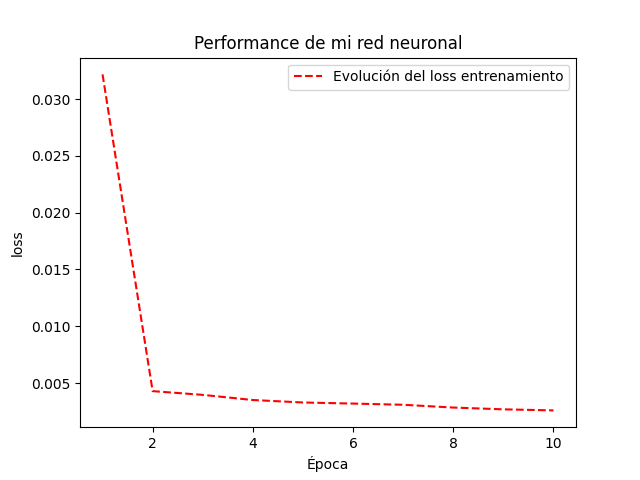 Performance de mi red neuronal
Evolución del loss entrenamiento
0.030
0.025
0.020
0.015
0.010
0.005
loss
2 4 6 8 10
Época